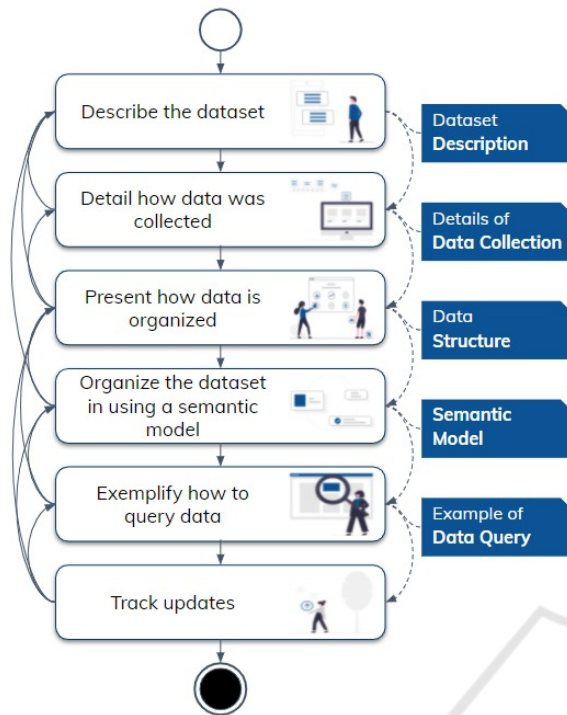 Describe the dataset
Dataset
Description
Detail how data was
collected
Details of
Data Collection
Present how data is
organized
Data
Structure
Organize the dataset
in using a semantic
model
Semantic
Model
Exemplify how to
query data
Example of
Data Query
Track updates